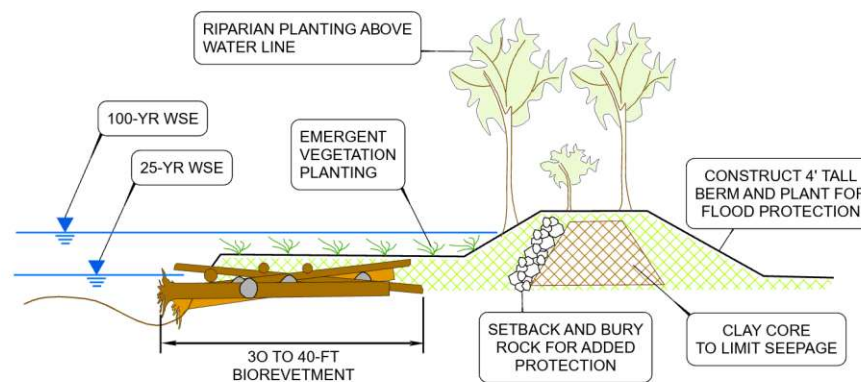 RIPARIAN PLANTING ABOVE
WATER LINE
100-YR WSE
25-YR WSE
EMERGENT
VEGETATION
PLANTING
CONSTRUCT 4' TALL
BERM AND PLANT FOR
FLOOD PROTECTION
30 TO 40-FT
BIOREVETMENT
SETBACK AND BURY
ROCK FOR ADDED
PROTECTION
CLAY CORE
TO LIMIT SEEPAGE